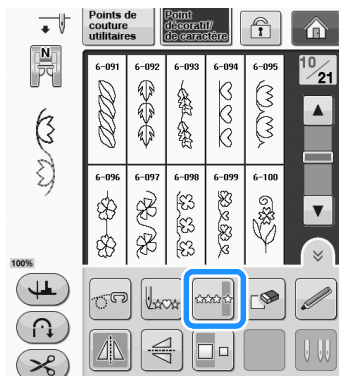 Points de
couture
utilitaires
Point
décoratif/
de caractère
N
10/21
6-091 6-092 6-093 6-094 6-095
6-096 6-097 6-098 6-099 6-100
100%